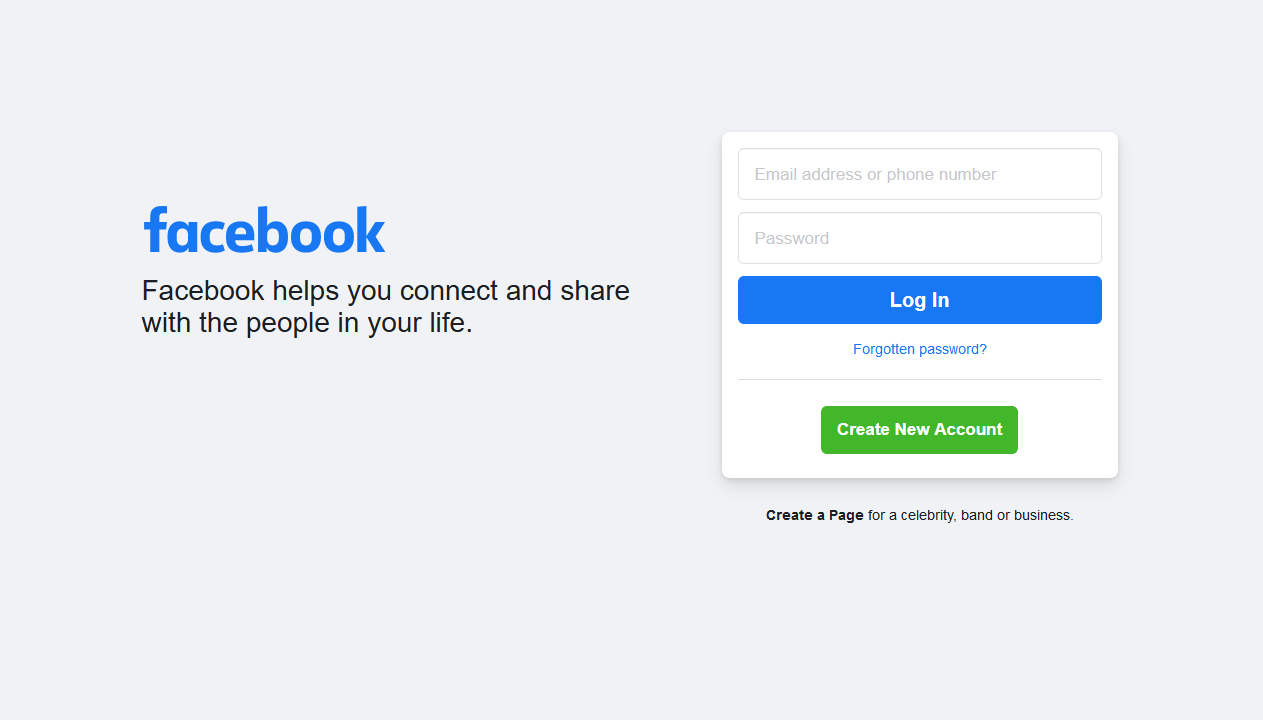 facebook
Facebook helps you connect and share
with the people in your life.
Email address or phone number
Password
Log In
Forgotten password?
Create New Account
Create a Page for a celebrity, band or business.